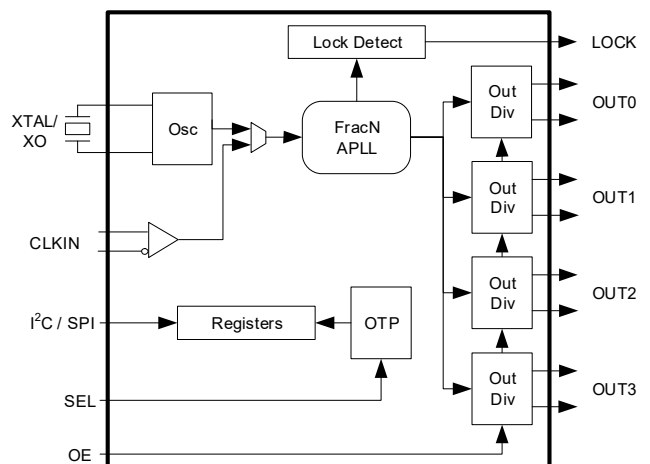 Lock Detect
LOCK
XTAL/
XO
Osc
FracN
APLL
Out
Div
OUT0
Out
Div
OUT1
CLKIN
Out
Div
OUT2
I²C / SPI
Registers
OTP
Out
Div
OUT3
SEL
OE